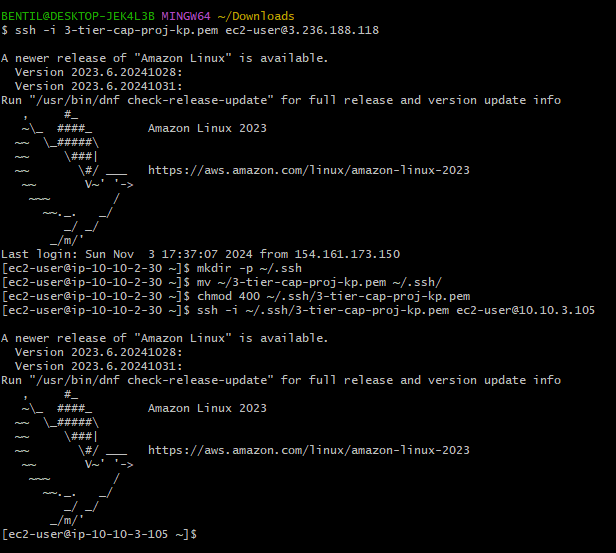 BENTIL@DESKTOP-JEK4L3B MINGW64 ~/Downloads
$ ssh -i 3-tier-cap-proj-kp.pem ec2-user@3.236.188.118

A newer release of "Amazon Linux" is available.
  Version 2023.6.20241028:
  Version 2023.6.20241031:
Run "/usr/bin/dnf check-release-update" for full release and version update info
   ,     #_
   ~\_  ####_        Amazon Linux 2023
  ~~  \_#####\
  ~~     \###|
  ~~       \#/ ___   https://aws.amazon.com/linux/amazon-linux-2023
   ~~       V~' '->
    ~~~         /
      ~~._.   _/
         _/ _/
       _/m/'
Last login: Sun Nov  3 17:37:07 2024 from 154.161.173.150
[ec2-user@ip-10-10-2-30 ~]$ mkdir -p ~/.ssh
[ec2-user@ip-10-10-2-30 ~]$ mv ~/3-tier-cap-proj-kp.pem ~/.ssh/
[ec2-user@ip-10-10-2-30 ~]$ chmod 400 ~/.ssh/3-tier-cap-proj-kp.pem
[ec2-user@ip-10-10-2-30 ~]$ ssh -i ~/.ssh/3-tier-cap-proj-kp.pem ec2-user@10.10.3.105

A newer release of "Amazon Linux" is available.
  Version 2023.6.20241028:
  Version 2023.6.20241031:
Run "/usr/bin/dnf check-release-update" for full release and version update info
   ,     #_
   ~\_  ####_        Amazon Linux 2023
  ~~  \_#####\
  ~~     \###|
  ~~       \#/ ___   https://aws.amazon.com/linux/amazon-linux-2023
   ~~       V~' '->
    ~~~         /
      ~~._.   _/
         _/ _/
       _/m/'
[ec2-user@ip-10-10-3-105 ~]$